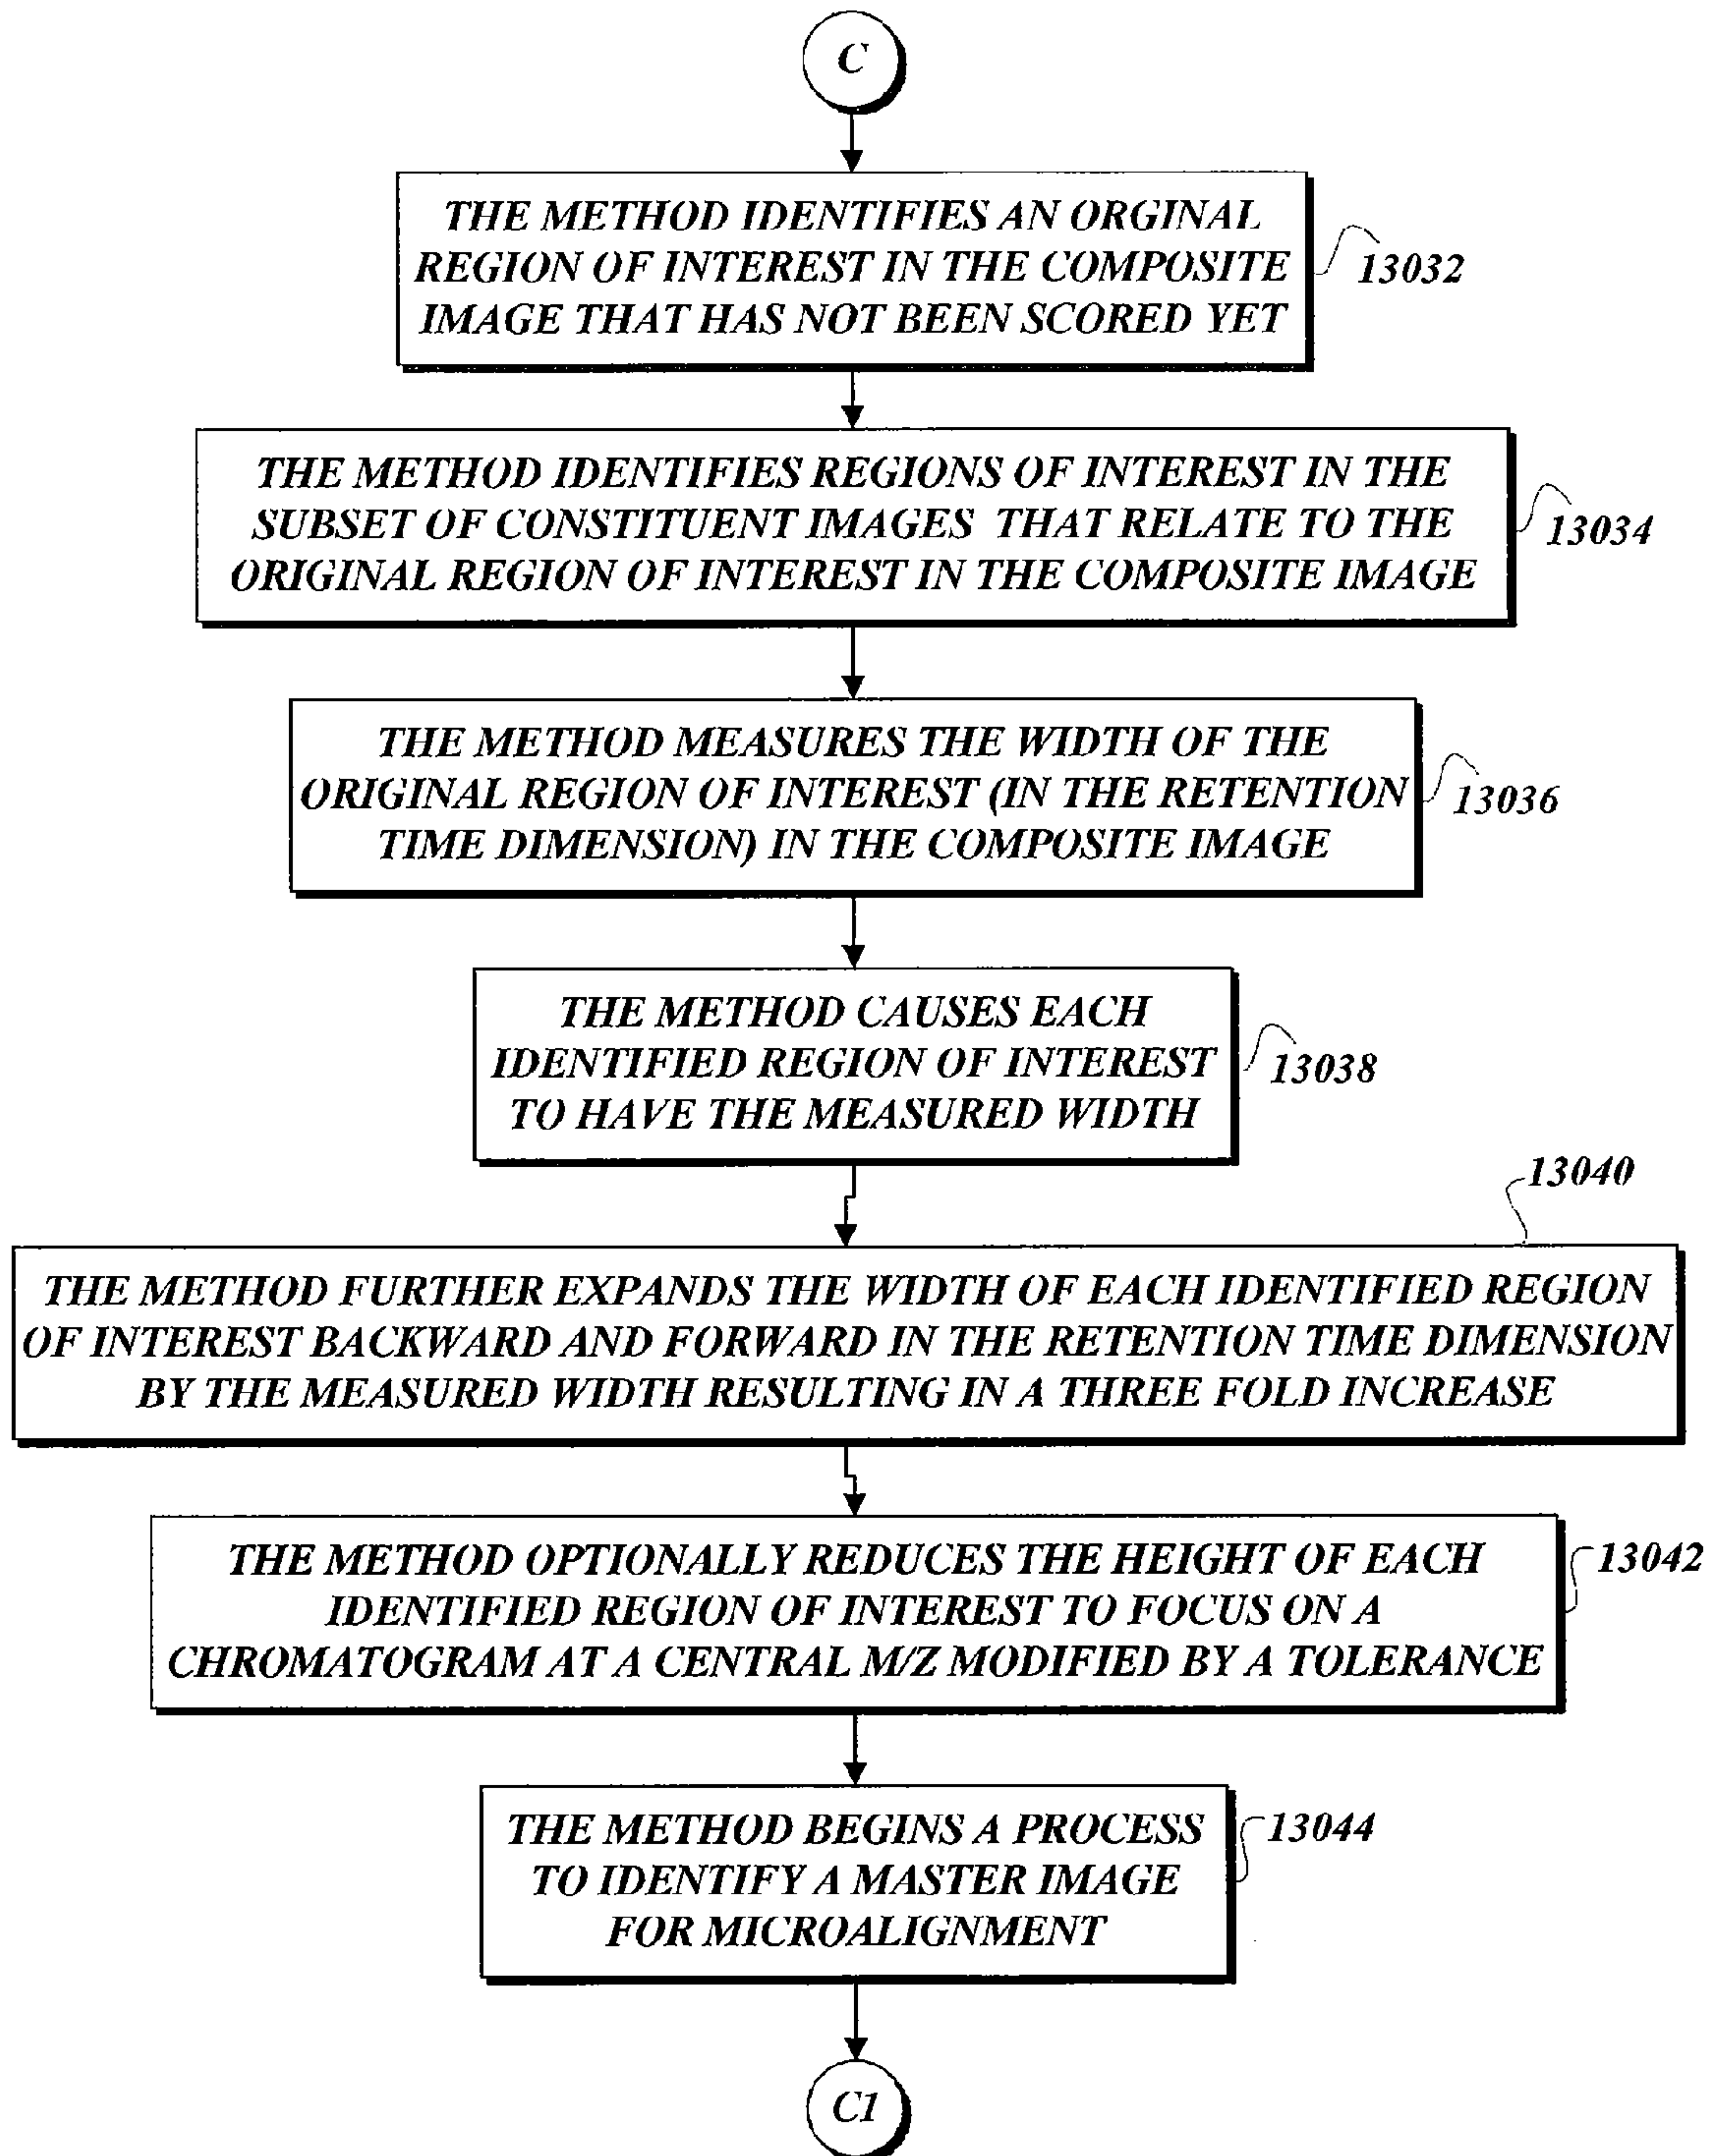 C
THE METHOD IDENTIFIES AN ORGINAL
REGION OF INTEREST IN THE COMPOSITE
IMAGE THAT HAS NOT BEEN SCORED YET
13032
THE METHOD IDENTIFIES REGIONS OF INTEREST IN THE
SUBSET OF CONSTITUENT IMAGES THAT RELATE TO THE
ORIGINAL REGION OF INTEREST IN THE COMPOSITE IMAGE
13034
THE METHOD MEASURES THE WIDTH OF THE
ORIGINAL REGION OF INTEREST (IN THE RETENTION
TIME DIMENSION) IN THE COMPOSITE IMAGE
13036
THE METHOD CAUSES EACH
IDENTIFIED REGION OF INTEREST
TO HAVE THE MEASURED WIDTH
13038
13040
THE METHOD FURTHER EXPANDS THE WIDTH OF EACH IDENTIFIED REGION
OF INTEREST BACKWARD AND FORWARD IN THE RETENTION TIME DIMENSION
BY THE MEASURED WIDTH RESULTING IN A THREE FOLD INCREASE
THE METHOD OPTIONALLY REDUCES THE HEIGHT OF EACH
IDENTIFIED REGION OF INTEREST TO FOCUS ON A
CHROMATOGRAM AT A CENTRAL M/Z MODIFIED BY A TOLERANCE
13042
THE METHOD BEGINS A PROCESS
TO IDENTIFY A MASTER IMAGE
FOR MICROALIGNMENT
13044
C1